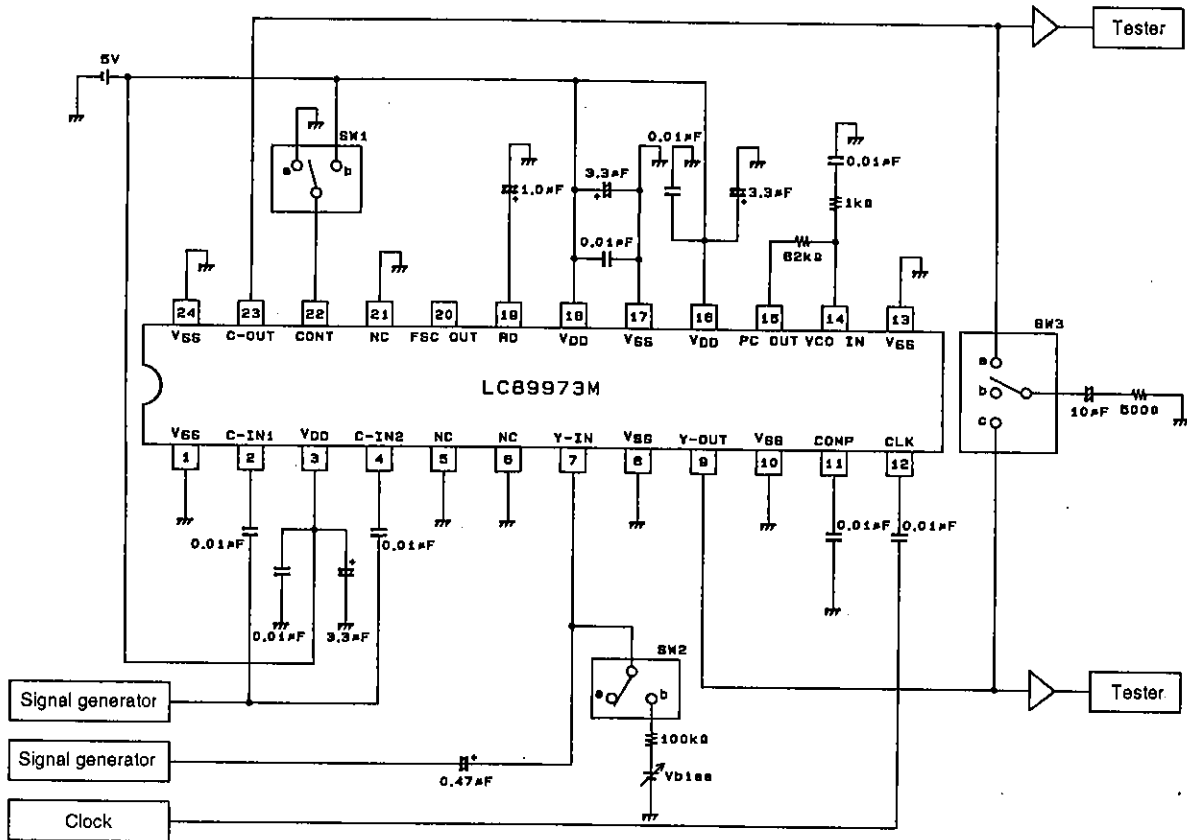 Tester
5V
SW1
a
b
0.01µF
0.01µF
1.0µF
3.3µF
3.3µF
1kΩ
0.01µF
62kΩ
24 23 22 21 20 19 18 17 16 15 14 13
VSS C-OUT CONT NC FSC OUT RD VDD VSS VDD PC OUT VCO IN VSS
SW3
a
b
c
10µF 500Ω
LC89973M
VSS C-IN1 VDD C-IN2 NC NC Y-IN VSS Y-OUT VSS COMP CLK
1 2 3 4 5 6 7 8 9 10 11 12
0.01µF
0.01µF
0.01µF
0.01µF
0.01µF
3.3µF
SW2
a
b
Signal generator
Tester
100kΩ
Signal generator
0.47µF
Vbias
Clock